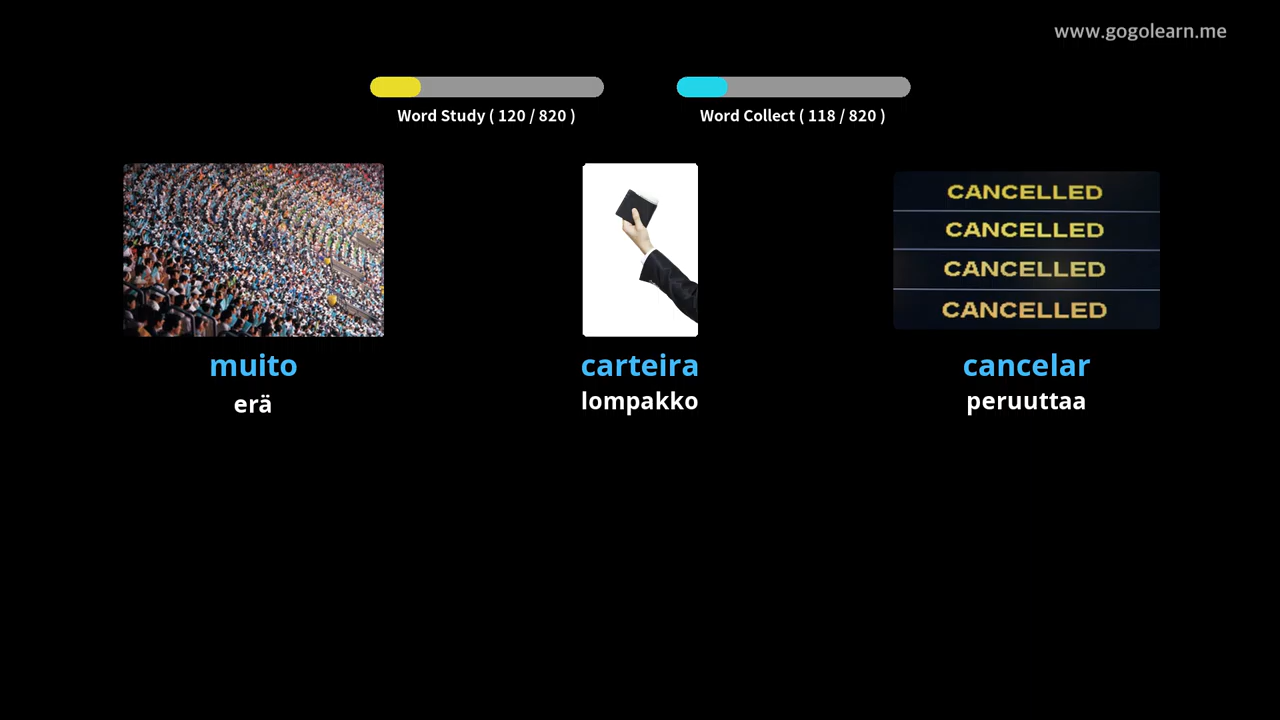 www.gogolearn.me
Word Study ( 120 / 820 )
Word Collect ( 118 / 820 )
CANCELLED
CANCELLED
CANCELLED
CANCELLED
muito
erä
carteira
lompakko
cancelar
peruuttaa